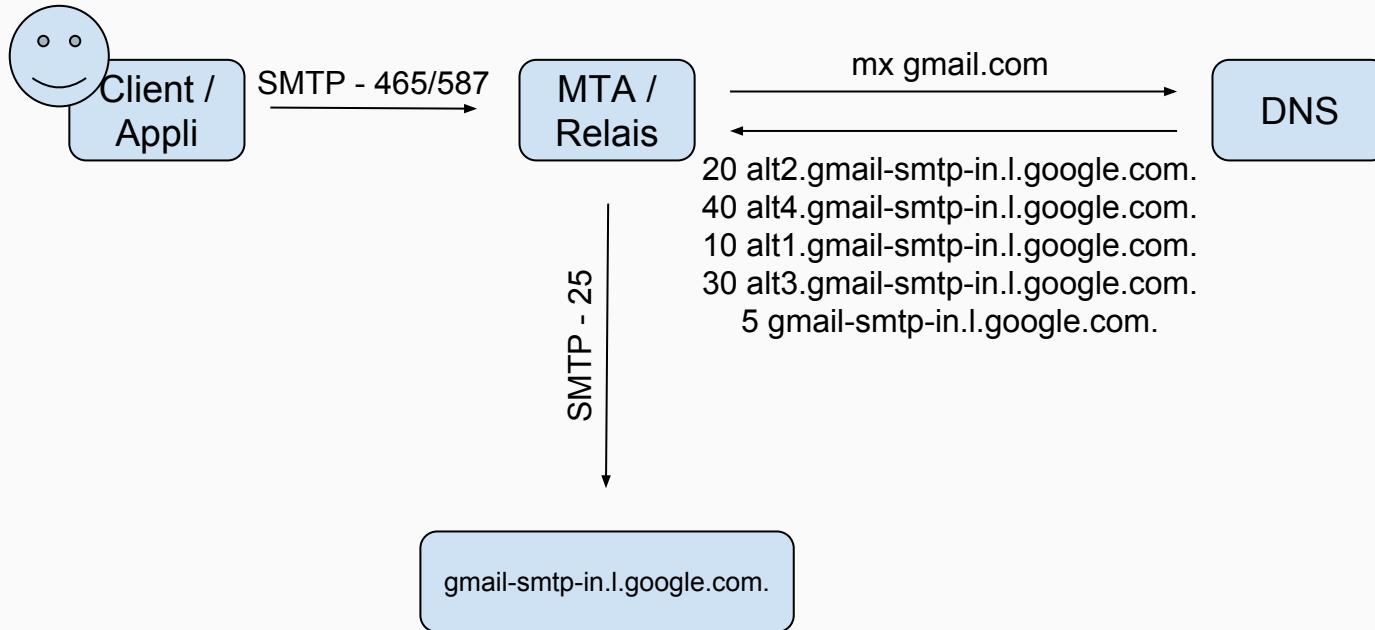 Client /
Appli
SMTP - 465/587
MTA /
Relais
mx gmail.com
DNS
20 alt2.gmail-smtp-in.l.google.com.
40 alt4.gmail-smtp-in.l.google.com.
10 alt1.gmail-smtp-in.l.google.com.
30 alt3.gmail-smtp-in.l.google.com.
5 gmail-smtp-in.l.google.com.
SMTP - 25
gmail-smtp-in.l.google.com.